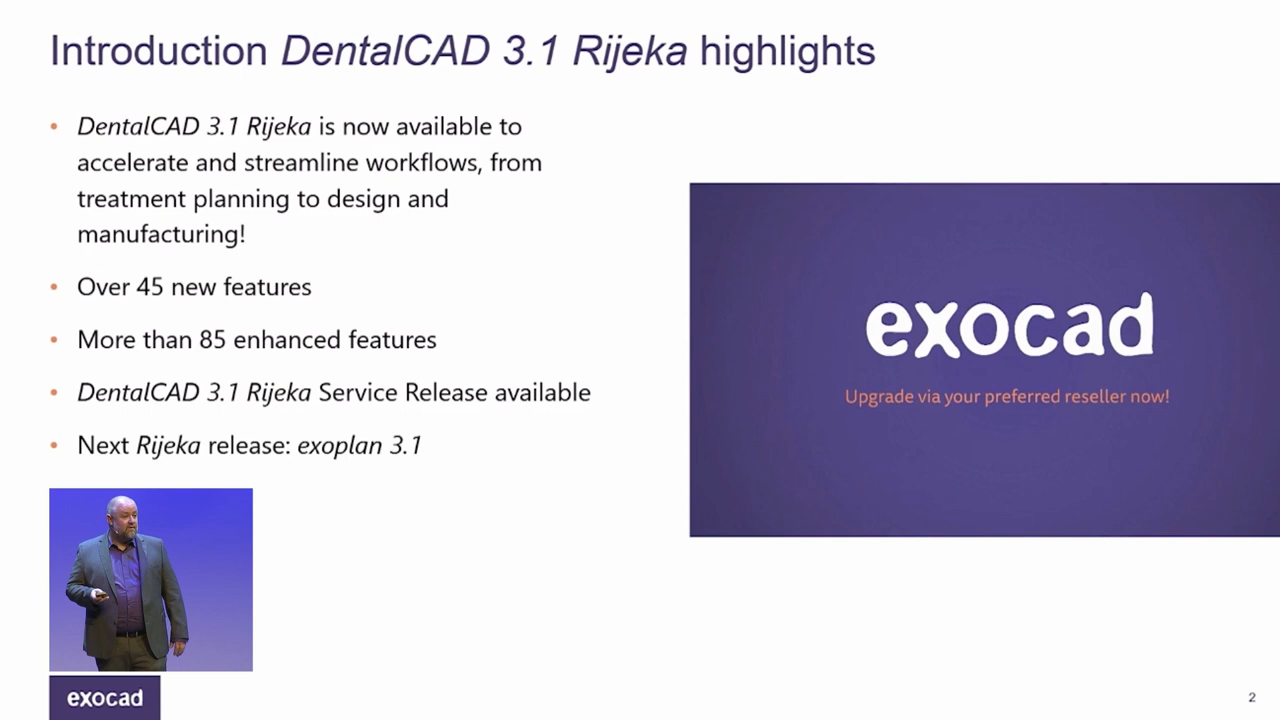 Introduction DentalCAD 3.1 Rijeka highlights
• DentalCAD 3.1 Rijeka is now available to
accelerate and streamline workflows, from
treatment planning to design and
manufacturing!
• Over 45 new features
• More than 85 enhanced features
• DentalCAD 3.1 Rijeka Service Release available
• Next Rijeka release: exoplan 3.1
exocad
Upgrade via your preferred reseller now!
exocad
2